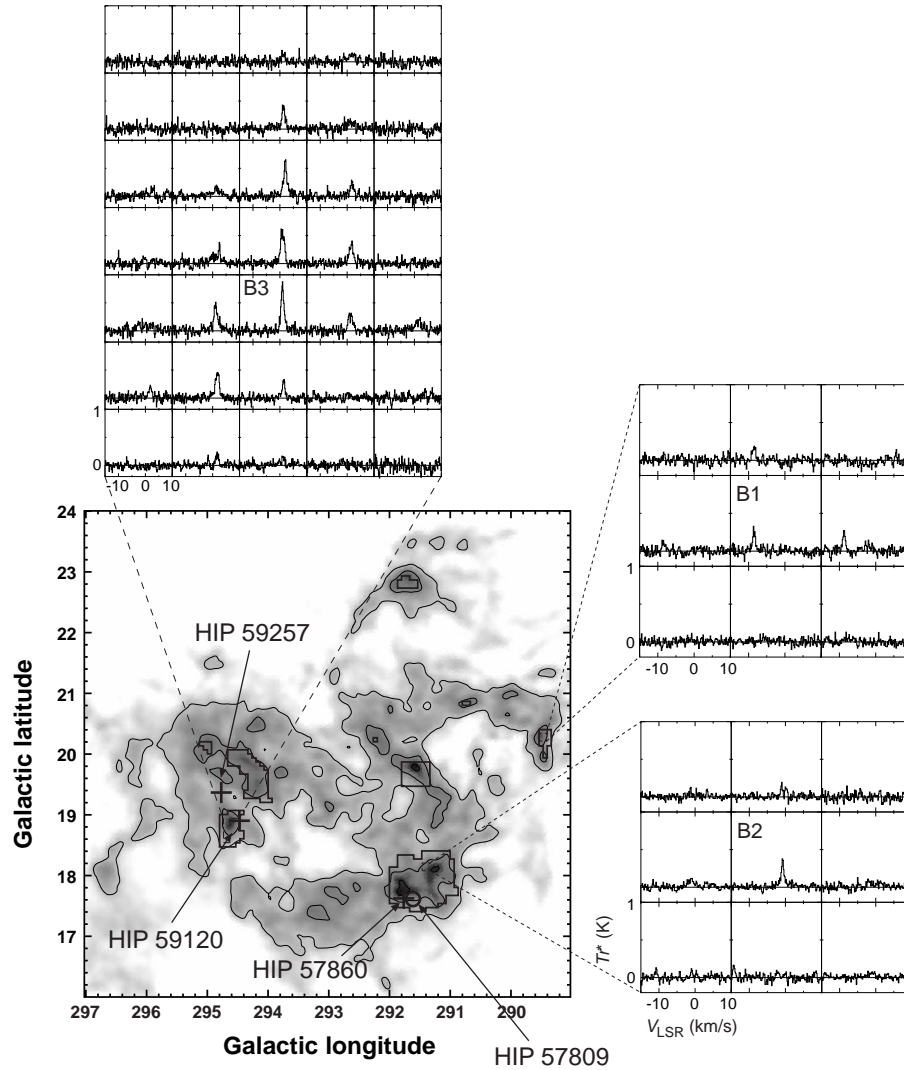 B3
1
0
-10 0 10
B1
1
0
-10 0 10
24
23
22
21
20
19
18
17
Galactic latitude
HIP 59257
HIP 59120
HIP 57860
HIP 57809
297 296 295 294 293 292 291 290
Galactic longitude
B2
1
0
Tr* (K)
-10 0 10
VLSR (km/s)